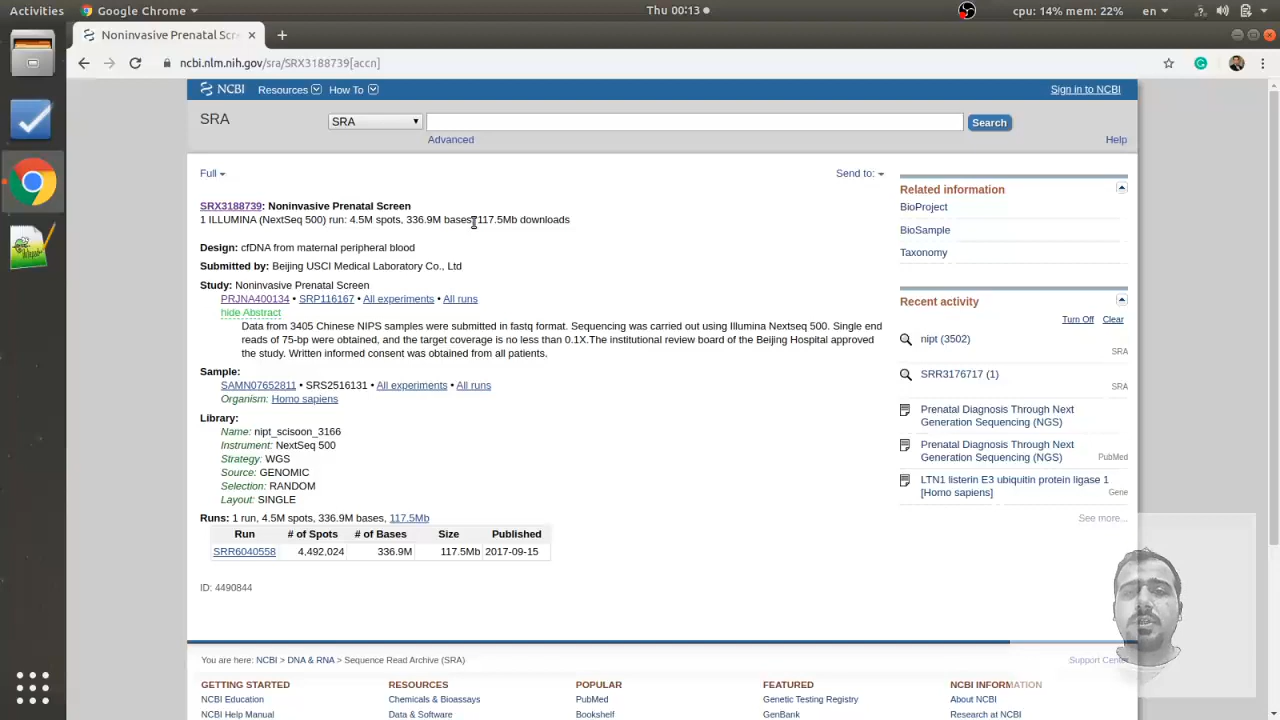 Activities Google Chrome Thu 00:13 cpu: 14% mem: 22% en
Noninvasive Prenatal Scr
ncbi.nlm.nih.gov/sra/SRX3188739[accn]
NCBI Resources How To Sign in to NCBI
SRA SRA Search
Advanced Help
Full Send to:
SRX3188739: Noninvasive Prenatal Screen
1 ILLUMINA (NextSeq 500) run: 4.5M spots, 336.9M bases, 117.5Mb downloads
Design: cfDNA from maternal peripheral blood
Submitted by: Beijing USCI Medical Laboratory Co., Ltd
Study: Noninvasive Prenatal Screen
PRJNA400134 • SRP116167 • All experiments • All runs
hide Abstract
Data from 3405 Chinese NIPS samples were submitted in fastq format. Sequencing was carried out using Illumina Nextseq 500. Single end
reads of 75-bp were obtained, and the target coverage is no less than 0.1X.The institutional review board of the Beijing Hospital approved
the study. Written informed consent was obtained from all patients.
Sample:
SAMN07652811 • SRS2516131 • All experiments • All runs
Organism: Homo sapiens
Library:
Name: nipt_scisoon_3166
Instrument: NextSeq 500
Strategy: WGS
Source: GENOMIC
Selection: RANDOM
Layout: SINGLE
Runs: 1 run, 4.5M spots, 336.9M bases, 117.5Mb
Run # of Spots # of Bases Size Published
SRR6040558 4,492,024 336.9M 117.5Mb 2017-09-15
ID: 4490844
Related information
BioProject
BioSample
Taxonomy
Recent activity
Turn Off Clear
nipt (3502)
SRA
SRR3176717 (1)
SRA
Prenatal Diagnosis Through Next
Generation Sequencing (NGS)
Prenatal Diagnosis Through Next
Generation Sequencing (NGS) PubMed
LTN1 listerin E3 ubiquitin protein ligase 1
[Homo sapiens] Gene
See more...
You are here: NCBI > DNA & RNA > Sequence Read Archive (SRA) Support Center
GETTING STARTED RESOURCES POPULAR FEATURED NCBI INFORMATION
NCBI Education Chemicals & Bioassays PubMed Genetic Testing Registry About NCBI
NCBI Help Manual Data & Software Bookshelf GenBank Research at NCBI